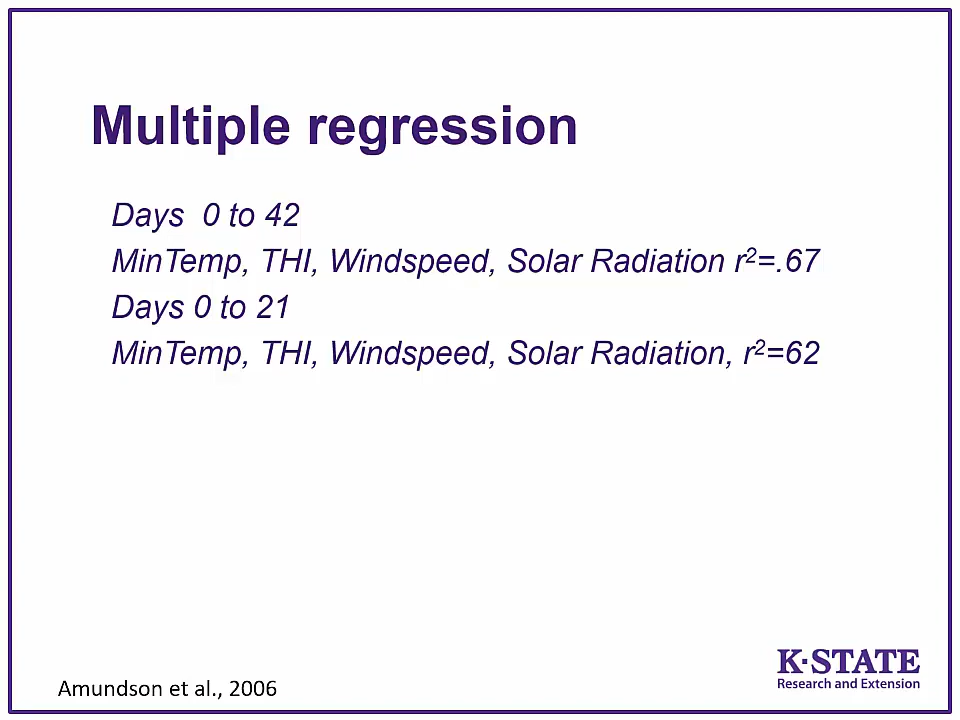 Multiple regression
Days 0 to 42
MinTemp, THI, Windspeed, Solar Radiation r²=.67
Days 0 to 21
MinTemp, THI, Windspeed, Solar Radiation, r²=62
K-STATE
Research and Extension
Amundson et al., 2006